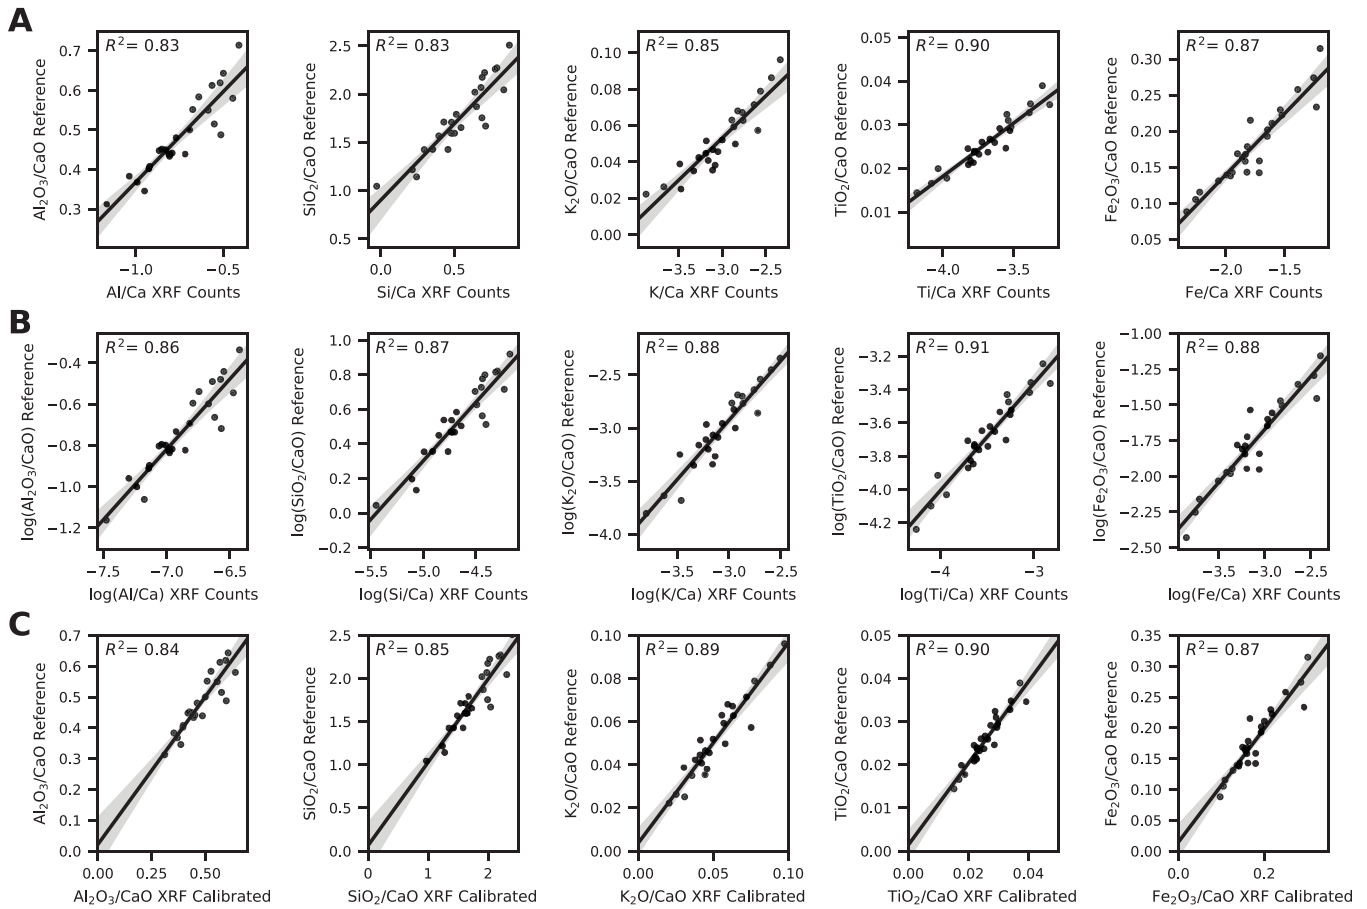 A
R² = 0.83
R² = 0.83
R² = 0.85
R² = 0.90
R² = 0.87
Al₂O₃/CaO Reference
0.7
0.6
0.5
0.4
0.3
−1.0 −0.5
Al/Ca XRF Counts
SiO₂/CaO Reference
2.5
2.0
1.5
1.0
0.5
0.0 0.5
Si/Ca XRF Counts
K₂O/CaO Reference
0.10
0.08
0.06
0.04
0.02
0.00
−3.5 −3.0 −2.5
K/Ca XRF Counts
TiO₂/CaO Reference
0.05
0.04
0.03
0.02
0.01
−4.0 −3.5
Ti/Ca XRF Counts
Fe₂O₃/CaO Reference
0.30
0.25
0.20
0.15
0.10
0.05
−2.0 −1.5
Fe/Ca XRF Counts
B
R² = 0.86
R² = 0.87
R² = 0.88
R² = 0.91
R² = 0.88
log(Al₂O₃/CaO) Reference
−0.4
−0.6
−0.8
−1.0
−1.2
−7.5 −7.0 −6.5
log(Al/Ca) XRF Counts
log(SiO₂/CaO) Reference
1.0
0.8
0.6
0.4
0.2
0.0
−0.2
−5.5 −5.0 −4.5
log(Si/Ca) XRF Counts
log(K₂O/CaO) Reference
−2.5
−3.0
−3.5
−4.0
−3.5 −3.0 −2.5
log(K/Ca) XRF Counts
log(TiO₂/CaO) Reference
−3.2
−3.4
−3.6
−3.8
−4.0
−4.2
−4 −3
log(Ti/Ca) XRF Counts
log(Fe₂O₃/CaO) Reference
−1.00
−1.25
−1.50
−1.75
−2.00
−2.25
−2.50
−3.5 −3.0 −2.5
log(Fe/Ca) XRF Counts
C
R² = 0.84
R² = 0.85
R² = 0.89
R² = 0.90
R² = 0.87
Al₂O₃/CaO Reference
0.7
0.6
0.5
0.4
0.3
0.2
0.1
0.0
0.00 0.25 0.50
Al₂O₃/CaO XRF Calibrated
SiO₂/CaO Reference
2.5
2.0
1.5
1.0
0.5
0.0
0 1 2
SiO₂/CaO XRF Calibrated
K₂O/CaO Reference
0.10
0.08
0.06
0.04
0.02
0.00
0.00 0.05 0.10
K₂O/CaO XRF Calibrated
TiO₂/CaO Reference
0.05
0.04
0.03
0.02
0.01
0.00
0.00 0.02 0.04
TiO₂/CaO XRF Calibrated
Fe₂O₃/CaO Reference
0.35
0.30
0.25
0.20
0.15
0.10
0.05
0.00
0.0 0.2
Fe₂O₃/CaO XRF Calibrated